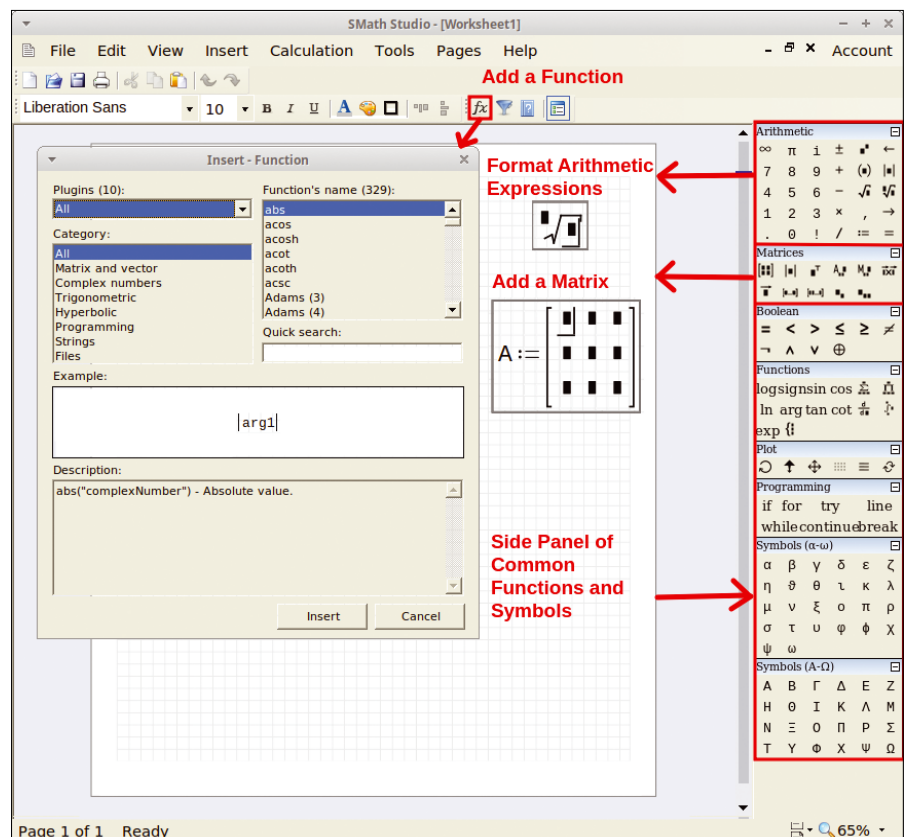 SMath Studio - [Worksheet1]
File Edit View Insert Calculation Tools Pages Help
Account
Add a Function
Liberation Sans 10 B I U A fx
Insert - Function
Plugins (10):
All
Category:
All
Matrix and vector
Complex numbers
Trigonometric
Hyperbolic
Programming
Strings
Files
Function's name (329):
abs
acos
acosh
acot
acoth
acsc
Adams (3)
Adams (4)
Quick search:
Example:
|arg1|
Description:
abs("complexNumber") - Absolute value.
Insert Cancel
Format Arithmetic
Expressions
Add a Matrix
A :=
Side Panel of
Common
Functions and
Symbols
Arithmetic
∞ π i ± ←
7 8 9 + (▪) |▪|
4 5 6 −
1 2 3 × , →
. 0 ! / := =
Matrices
Boolean
= < > ≤ ≥ ≠
¬ ∧ ∨ ⊕
Functions
log sign sin cos
ln arg tan cot
exp
Plot
Programming
if for try line
while continue break
Symbols (α-ω)
α β γ δ ε ζ
η ϑ θ ι κ λ
μ ν ξ ο π ρ
σ τ υ φ ϕ χ
ψ ω
Symbols (Α-Ω)
Α Β Γ Δ Ε Ζ
Η Θ Ι Κ Λ Μ
Ν Ξ Ο Π Ρ Σ
Τ Υ Φ Χ Ψ Ω
Page 1 of 1 Ready
65%